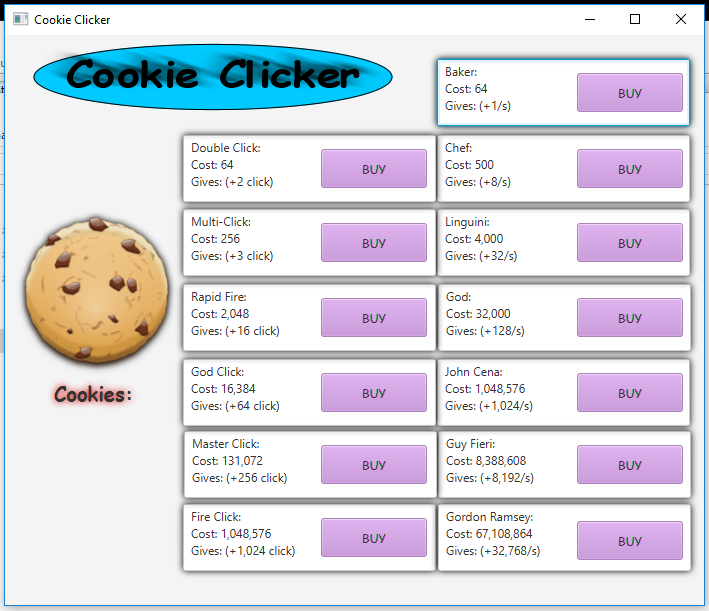 Cookie Clicker
Cookie Clicker
Baker:
Cost: 64
Gives: (+1/s)
BUY
Double Click:
Cost: 64
Gives: (+2 click)
BUY
Chef:
Cost: 500
Gives: (+8/s)
BUY
Multi-Click:
Cost: 256
Gives: (+3 click)
BUY
Linguini:
Cost: 4,000
Gives: (+32/s)
BUY
Rapid Fire:
Cost: 2,048
Gives: (+16 click)
BUY
God:
Cost: 32,000
Gives: (+128/s)
BUY
God Click:
Cost: 16,384
Gives: (+64 click)
BUY
John Cena:
Cost: 1,048,576
Gives: (+1,024/s)
BUY
Cookies:
Master Click:
Cost: 131,072
Gives: (+256 click)
BUY
Guy Fieri:
Cost: 8,388,608
Gives: (+8,192/s)
BUY
Fire Click:
Cost: 1,048,576
Gives: (+1,024 click)
BUY
Gordon Ramsey:
Cost: 67,108,864
Gives: (+32,768/s)
BUY